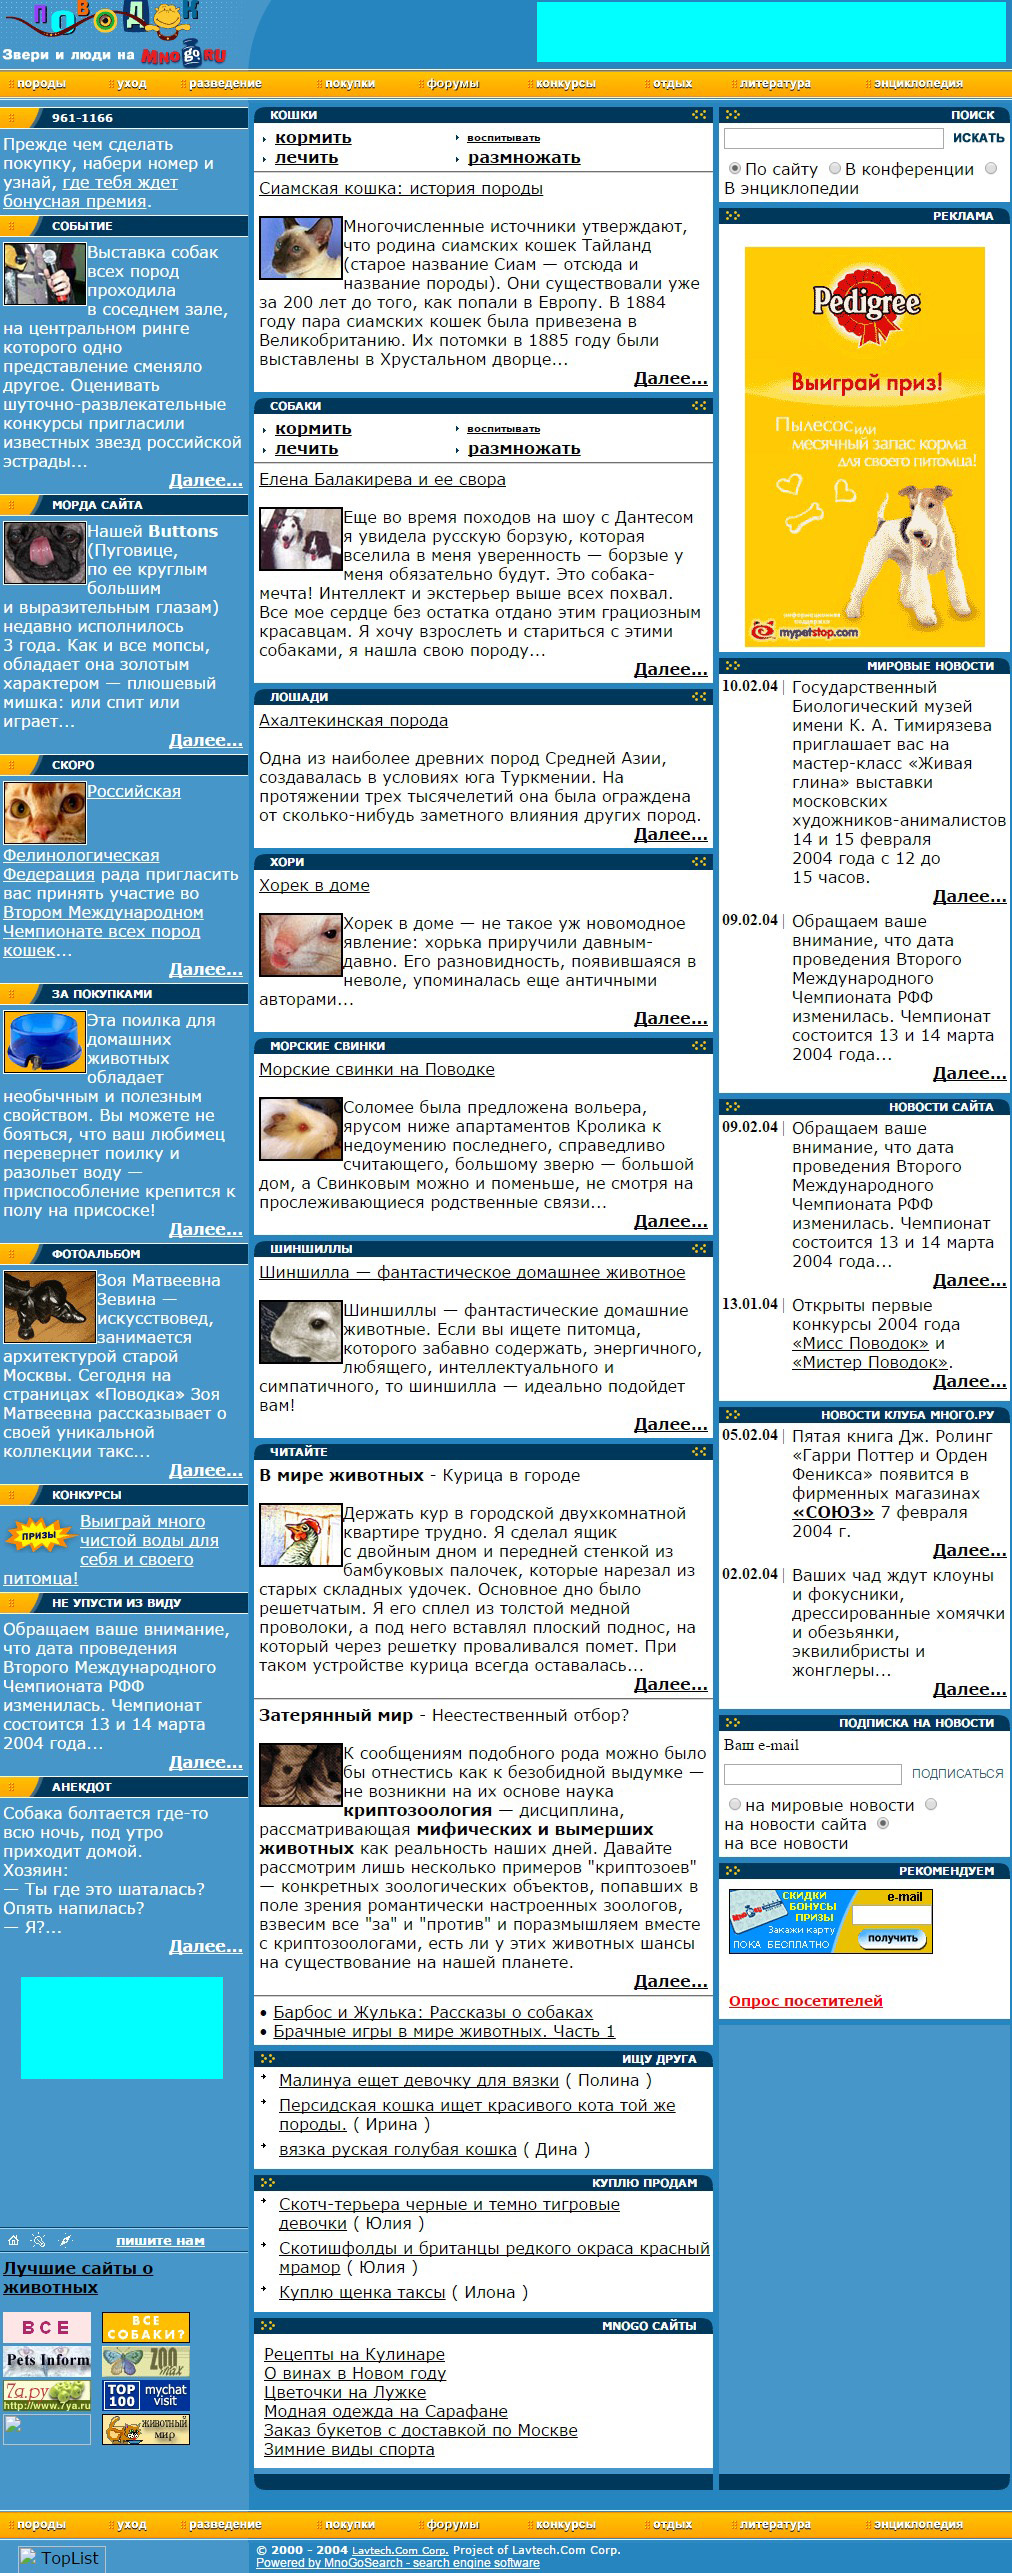 ПОВОДОК
Звери и люди на MnogoRU
породы уход разведение покупки форумы конкурсы отдых литература энциклопедия
961-1166
Прежде чем сделать
покупку, набери номер и
узнай, где тебя ждет
бонусная премия.
СОБЫТИЕ
Выставка собак
всех пород
проходила
в соседнем зале,
на центральном ринге
которого одно
представление сменяло
другое. Оценивать
шуточно-развлекательные
конкурсы пригласили
известных звезд российской
эстрады...
Далее...
МОРДА САЙТА
Нашей Buttons
(Пуговице,
по ее круглым
большим
и выразительным глазам)
недавно исполнилось
3 года. Как и все мопсы,
обладает она золотым
характером — плюшевый
мишка: или спит или
играет...
Далее...
СКОРО
Российская
Фелинологическая
Федерация рада пригласить
вас принять участие во
Втором Международном
Чемпионате всех пород
кошек...
Далее...
ЗА ПОКУПКАМИ
Эта поилка для
домашних
животных
обладает
необычным и полезным
свойством. Вы можете не
бояться, что ваш любимец
перевернет поилку и
разольет воду —
приспособление крепится к
полу на присоске!
Далее...
ФОТОАЛЬБОМ
Зоя Матвеевна
Зевина —
искусствовед,
занимается
архитектурой старой
Москвы. Сегодня на
страницах «Поводка» Зоя
Матвеевна рассказывает о
своей уникальной
коллекции такс...
Далее...
КОНКУРСЫ
ПРИЗЫ
Выиграй много
чистой воды для
себя и своего
питомца!
НЕ УПУСТИ ИЗ ВИДУ
Обращаем ваше внимание,
что дата проведения
Второго Международного
Чемпионата РФФ
изменилась. Чемпионат
состоится 13 и 14 марта
2004 года...
Далее...
АНЕКДОТ
Собака болтается где-то
всю ночь, под утро
приходит домой.
Хозяин:
— Ты где это шаталась?
Опять напилась?
— Я?...
Далее...
пишите нам
Лучшие сайты о
животных
ВСЕ
ВСЕ
СОБАКИ?
Pets Inform
ZOO
max
7а.ру
http://www.7ya.ru
TOP
100
mychat
visit
ЖИВОТНЫЙ
МИР
КОШКИ
кормить воспитывать
лечить размножать
Сиамская кошка: история породы
Многочисленные источники утверждают,
что родина сиамских кошек Тайланд
(старое название Сиам — отсюда и
название породы). Они существовали уже
за 200 лет до того, как попали в Европу. В 1884
году пара сиамских кошек была привезена в
Великобританию. Их потомки в 1885 году были
выставлены в Хрустальном дворце...
Далее...
СОБАКИ
кормить воспитывать
лечить размножать
Елена Балакирева и ее свора
Еще во время походов на шоу с Дантесом
я увидела русскую борзую, которая
вселила в меня уверенность — борзые у
меня обязательно будут. Это собака-
мечта! Интеллект и экстерьер выше всех похвал.
Все мое сердце без остатка отдано этим грациозным
красавцам. Я хочу взрослеть и стариться с этими
собаками, я нашла свою породу...
Далее...
ЛОШАДИ
Ахалтекинская порода
Одна из наиболее древних пород Средней Азии,
создавалась в условиях юга Туркмении. На
протяжении трех тысячелетий она была ограждена
от сколько-нибудь заметного влияния других пород.
Далее...
ХОРИ
Хорек в доме
Хорек в доме — не такое уж новомодное
явление: хорька приручили давным-
давно. Его разновидность, появившаяся в
неволе, упоминалась еще античными
авторами...
Далее...
МОРСКИЕ СВИНКИ
Морские свинки на Поводке
Соломее была предложена вольера,
ярусом ниже апартаментов Кролика к
недоумению последнего, справедливо
считающего, большому зверю — большой
дом, а Свинковым можно и поменьше, не смотря на
прослеживающиеся родственные связи...
Далее...
ШИНШИЛЛЫ
Шиншилла — фантастическое домашнее животное
Шиншиллы — фантастические домашние
животные. Если вы ищете питомца,
которого забавно содержать, энергичного,
любящего, интеллектуального и
симпатичного, то шиншилла — идеально подойдет
вам!
Далее...
ЧИТАЙТЕ
В мире животных - Курица в городе
Держать кур в городской двухкомнатной
квартире трудно. Я сделал ящик
с двойным дном и передней стенкой из
бамбуковых палочек, которые нарезал из
старых складных удочек. Основное дно было
решетчатым. Я его сплел из толстой медной
проволоки, а под него вставлял плоский поднос, на
который через решетку проваливался помет. При
таком устройстве курица всегда оставалась...
Далее...
Затерянный мир - Неестественный отбор?
К сообщениям подобного рода можно было
бы отнестись как к безобидной выдумке —
не возникни на их основе наука
криптозоология — дисциплина,
рассматривающая мифических и вымерших
животных как реальность наших дней. Давайте
рассмотрим лишь несколько примеров "криптозоев"
— конкретных зоологических объектов, попавших в
поле зрения романтически настроенных зоологов,
взвесим все "за" и "против" и поразмышляем вместе
с криптозоологами, есть ли у этих животных шансы
на существование на нашей планете.
Далее...
• Барбос и Жулька: Рассказы о собаках
• Брачные игры в мире животных. Часть 1
ИЩУ ДРУГА
Малинуа ещет девочку для вязки ( Полина )
Персидская кошка ищет красивого кота той же
породы. ( Ирина )
вязка руская голубая кошка ( Дина )
КУПЛЮ ПРОДАМ
Скотч-терьера черные и темно тигровые
девочки ( Юлия )
Скотишфолды и британцы редкого окраса красный
мрамор ( Юлия )
Куплю щенка таксы ( Илона )
MNOGO САЙТЫ
Рецепты на Кулинаре
О винах в Новом году
Цветочки на Лужке
Модная одежда на Сарафане
Заказ букетов с доставкой по Москве
Зимние виды спорта
ПОИСК
ИСКАТЬ
По сайту В конференции
В энциклопедии
РЕКЛАМА
Pedigree
Выиграй приз!
Пылесос или
месячный запас корма
для своего питомца!
информационная
поддержка
mypetstop.com
МИРОВЫЕ НОВОСТИ
10.02.04 | Государственный
Биологический музей
имени К. А. Тимирязева
приглашает вас на
мастер-класс «Живая
глина» выставки
московских
художников-анималистов
14 и 15 февраля
2004 года с 12 до
15 часов.
Далее...
09.02.04 | Обращаем ваше
внимание, что дата
проведения Второго
Международного
Чемпионата РФФ
изменилась. Чемпионат
состоится 13 и 14 марта
2004 года...
Далее...
НОВОСТИ САЙТА
09.02.04 | Обращаем ваше
внимание, что дата
проведения Второго
Международного
Чемпионата РФФ
изменилась. Чемпионат
состоится 13 и 14 марта
2004 года...
Далее...
13.01.04 | Открыты первые
конкурсы 2004 года
«Мисс Поводок» и
«Мистер Поводок».
Далее...
НОВОСТИ КЛУБА МНОГО.РУ
05.02.04 | Пятая книга Дж. Ролинг
«Гарри Поттер и Орден
Феникса» появится в
фирменных магазинах
«СОЮЗ» 7 февраля
2004 г.
Далее...
02.02.04 | Ваших чад ждут клоуны
и фокусники,
дрессированные хомячки
и обезьянки,
эквилибристы и
жонглеры...
Далее...
ПОДПИСКА НА НОВОСТИ
Ваш e-mail
ПОДПИСАТЬСЯ
на мировые новости
на новости сайта
на все новости
РЕКОМЕНДУЕМ
СКИДКИ
БОНУСЫ
ПРИЗЫ
Закажи карту
ПОКА БЕСПЛАТНО
e-mail
получить
Опрос посетителей
породы уход разведение покупки форумы конкурсы отдых литература энциклопедия
TopList
© 2000 - 2004 Lavtech.Com Corp. Project of Lavtech.Com Corp.
Powered by MnoGoSearch - search engine software